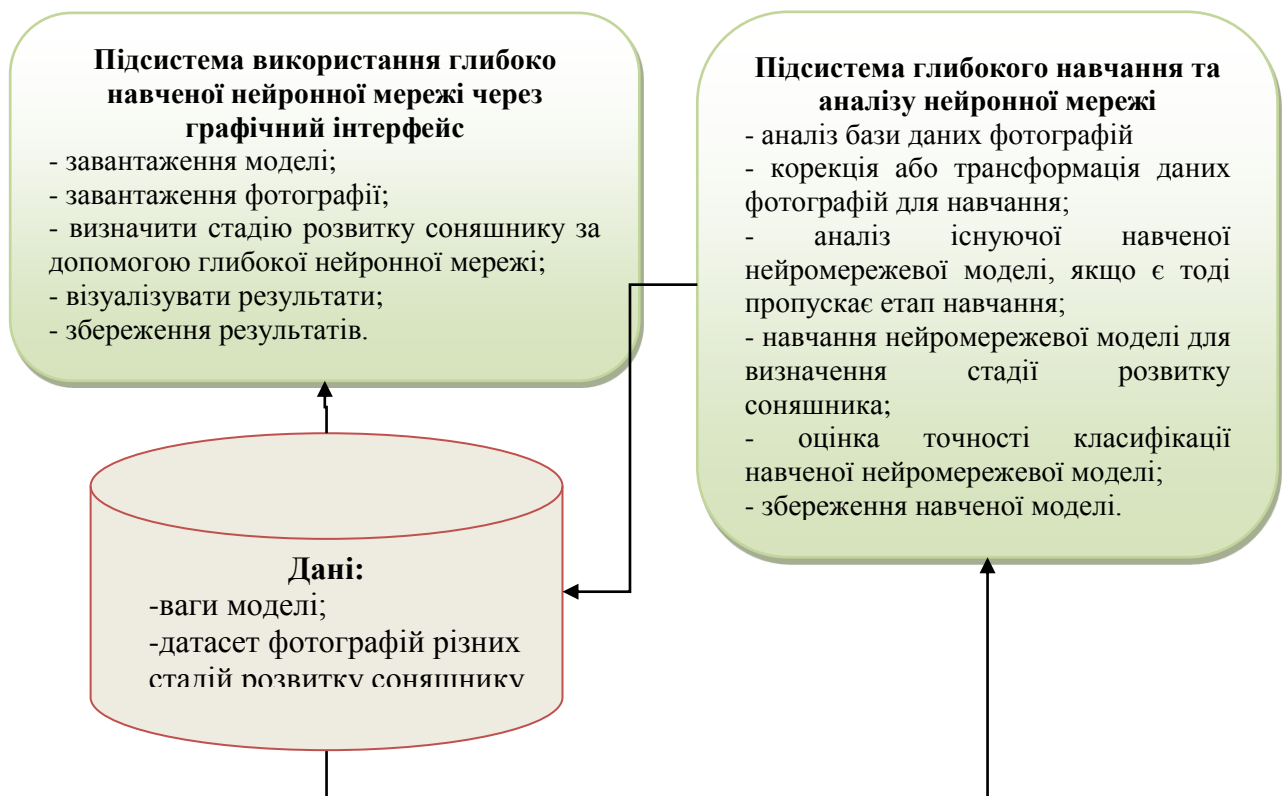 Підсистема використання глибоко
навченої нейронної мережі через
графічний інтерфейс
- завантаження моделі;
- завантаження фотографії;
- визначити стадію розвитку соняшнику за
допомогою глибокої нейронної мережі;
- візуалізувати результати;
- збереження результатів.
Підсистема глибокого навчання та
аналізу нейронної мережі
- аналіз бази даних фотографій
- корекція або трансформація даних
фотографій для навчання;
- аналіз існуючої навченої
нейромережевої моделі, якщо є тоді
пропускає етап навчання;
- навчання нейромережевої моделі для
визначення стадії розвитку
соняшника;
- оцінка точності класифікації
навченої нейромережевої моделі;
- збереження навченої моделі.
Дані:
-ваги моделі;
-датасет фотографій різних
стадій розвитку соняшнику